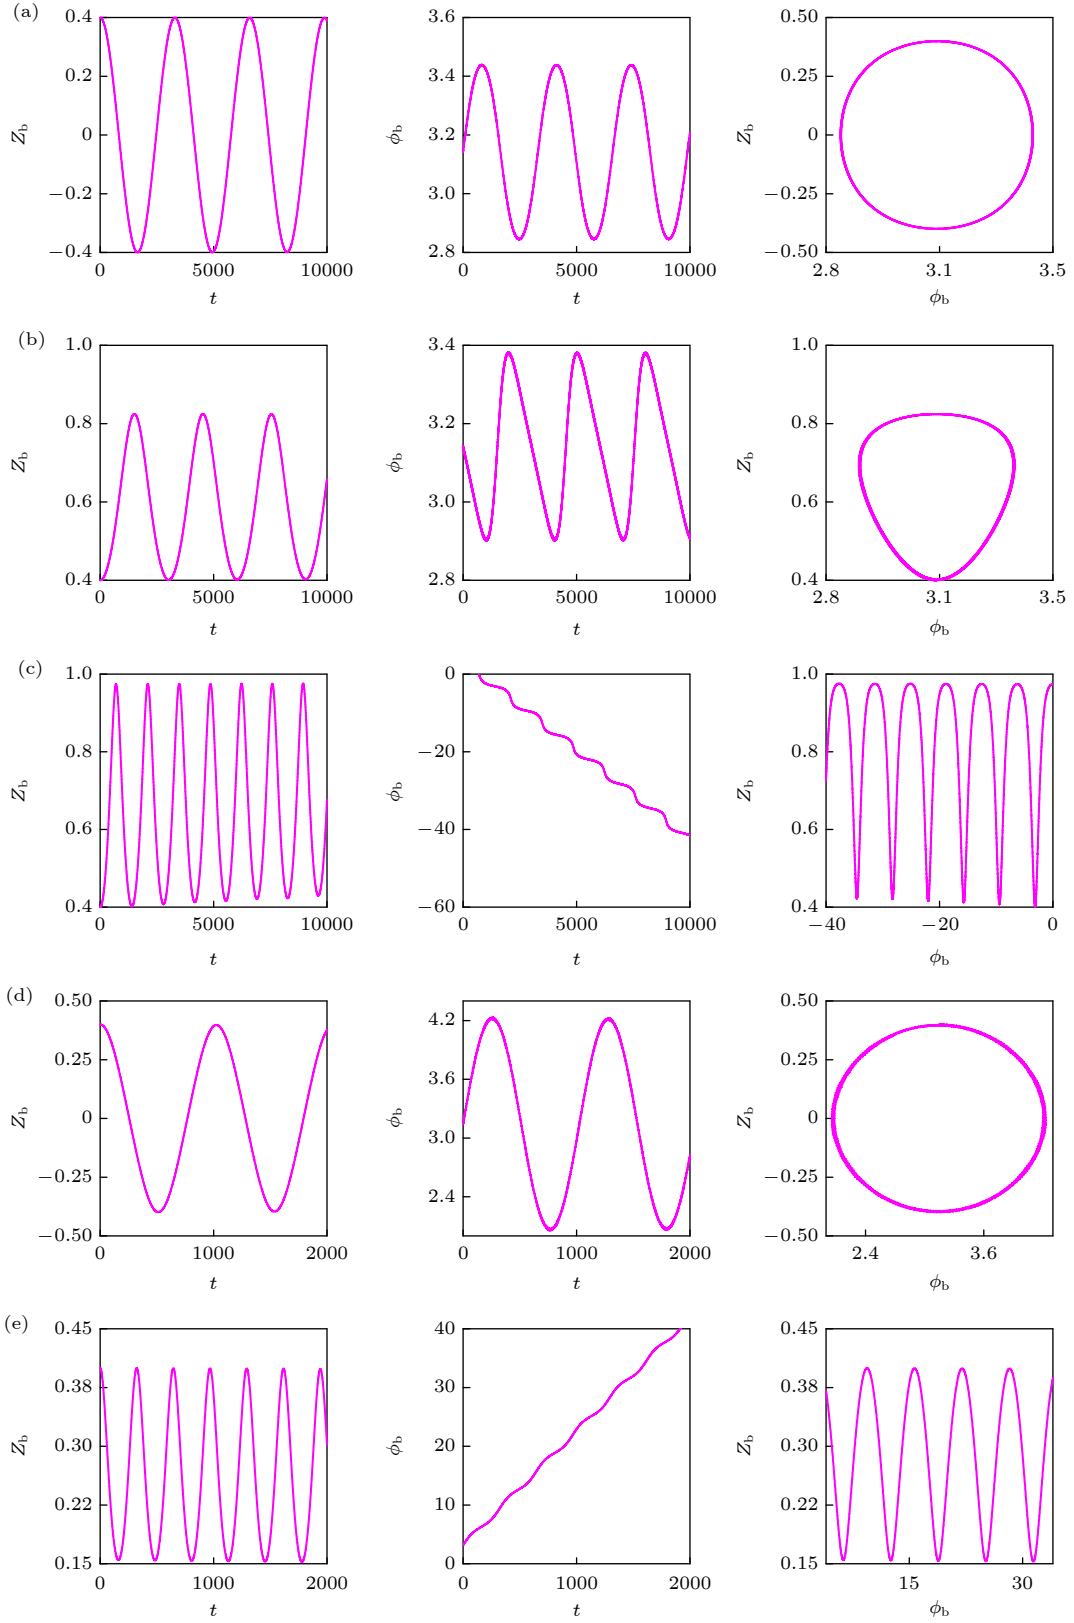 (a)
Z_b
0.4
0.2
0
−0.2
−0.4
0 5000 10000
t
ϕ_b
3.6
3.4
3.2
3.0
2.8
0 5000 10000
t
Z_b
0.50
0.25
0
−0.25
−0.50
2.8 3.1 3.5
ϕ_b
(b)
Z_b
1.0
0.8
0.6
0.4
0 5000 10000
t
ϕ_b
3.4
3.2
3.0
2.8
0 5000 10000
t
Z_b
1.0
0.8
0.6
0.4
2.8 3.1 3.5
ϕ_b
(c)
Z_b
1.0
0.8
0.6
0.4
0 5000 10000
t
ϕ_b
0
−20
−40
−60
0 5000 10000
t
Z_b
1.0
0.8
0.6
0.4
−40 −20 0
ϕ_b
(d)
Z_b
0.50
0.25
0
−0.25
−0.50
0 1000 2000
t
ϕ_b
4.2
3.6
3.0
2.4
0 1000 2000
t
Z_b
0.50
0.25
0
−0.25
−0.50
2.4 3.6
ϕ_b
(e)
Z_b
0.45
0.38
0.30
0.22
0.15
0 1000 2000
t
ϕ_b
40
30
20
10
0
0 1000 2000
t
Z_b
0.45
0.38
0.30
0.22
0.15
15 30
ϕ_b